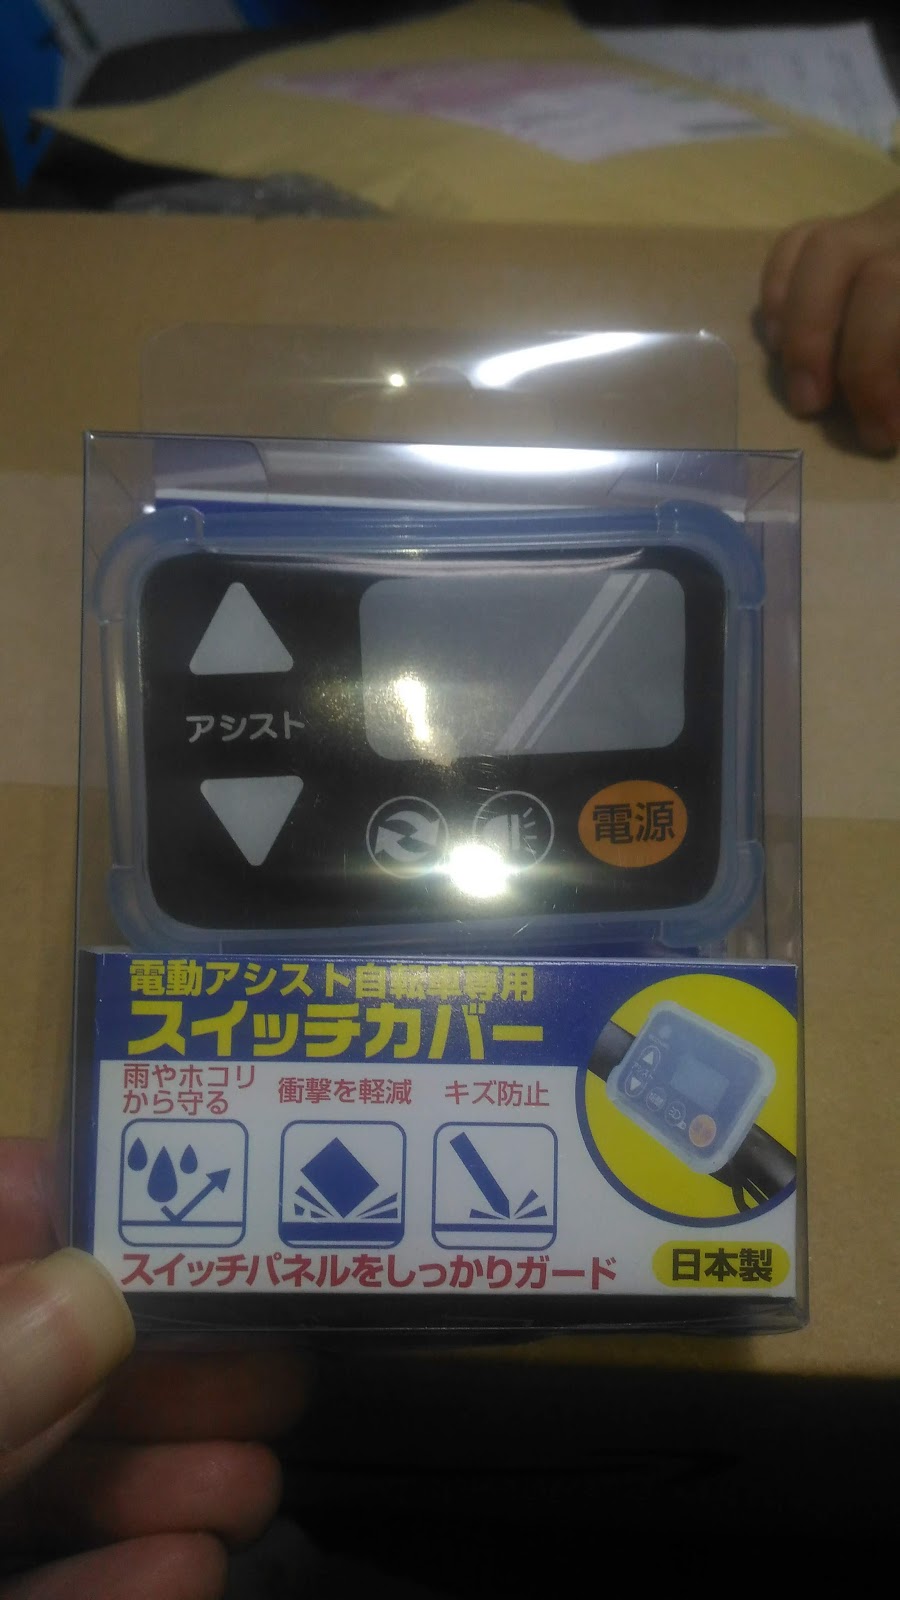 アシスト
電源
電動アシスト自転車専用
スイッチカバー
雨やホコリ
から守る
衝撃を軽減
キズ防止
スイッチパネルをしっかりガード
日本製